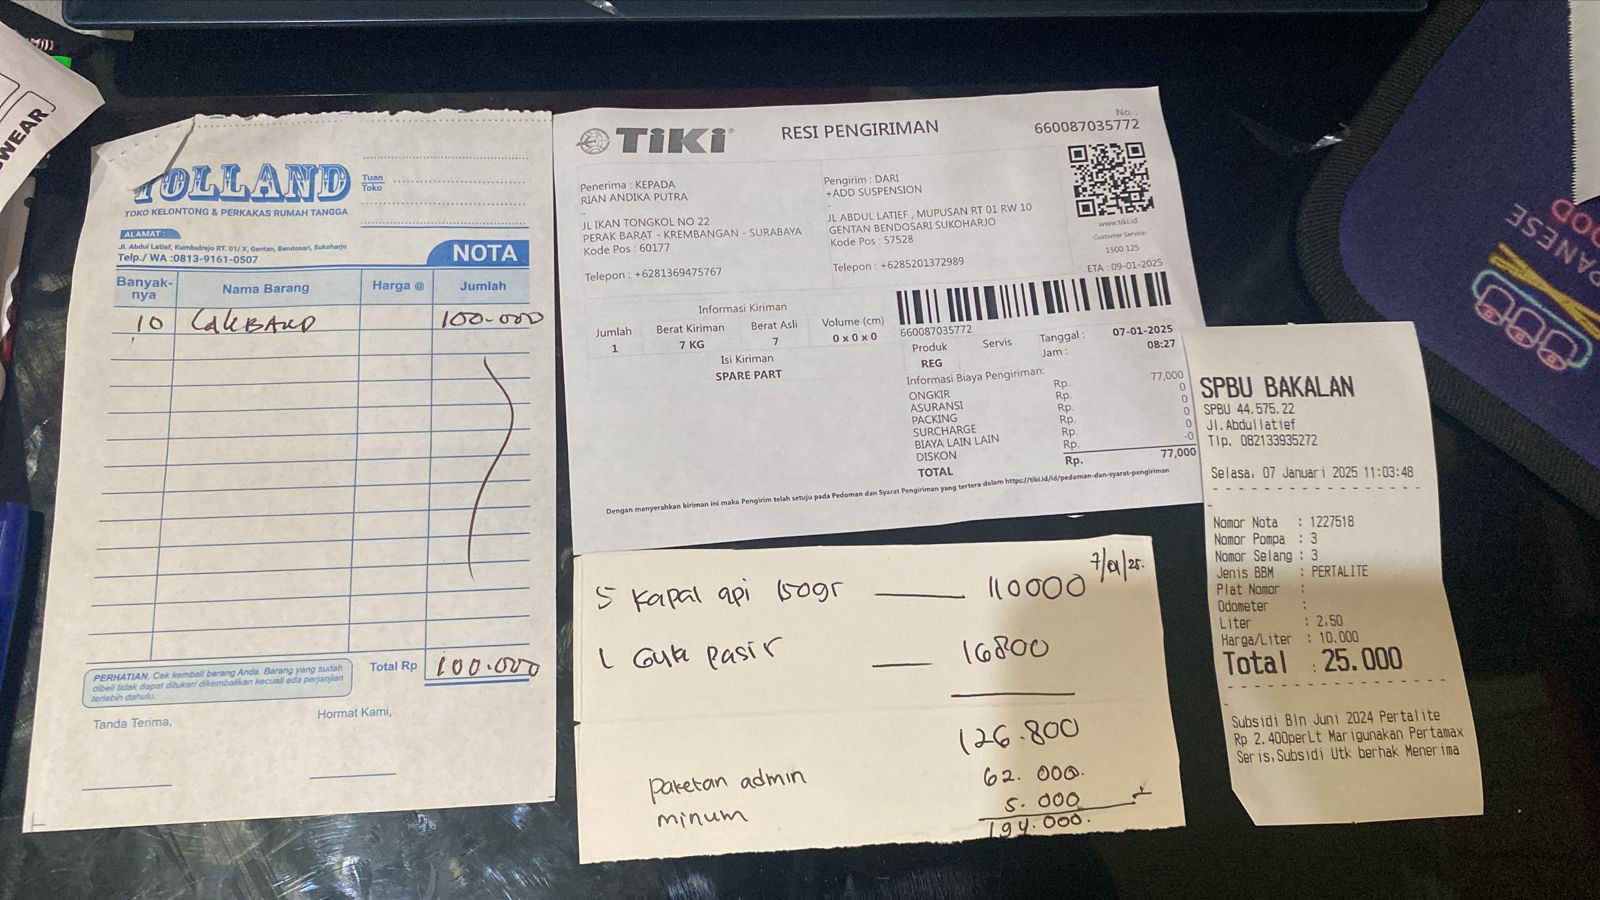 SWEAR
TOLLAND
TOKO KELONTONG & PERKAKAS RUMAH TANGGA
Tuan
Toko
ALAMAT :
Jl. Abdul Latief, Kumbulrejo RT. 01/ X, Gentan, Bendosari, Sukoharjo
Telp./ WA :0813-9161-0507
NOTA
Banyak-nya Nama Barang Harga @ Jumlah
10 LAKBAND 100.000
PERHATIAN. Cek kembali barang Anda. Barang yang sudah
dibeli tidak dapat ditukar/ dikembalikan kecuali ada perjanjian
terlebih dahulu.
Total Rp 100.000
Tanda Terima,
Hormat Kami,
TiKi
RESI PENGIRIMAN
No. :
660087035772
Penerima : KEPADA
RIAN ANDIKA PUTRA
-
JL IKAN TONGKOL NO 22
PERAK BARAT - KREMBANGAN - SURABAYA
Kode Pos : 60177
Telepon : +6281369475767
Pengirim : DARI
+ADD SUSPENSION
-
JL ABDUL LATIEF , MUPUSAN RT 01 RW 10
GENTAN BENDOSARI SUKOHARJO
Kode Pos : 57528
Telepon : +6285201372989
www.tiki.id
Customer Service:
1500 125
ETA : 09-01-2025
Informasi Kiriman
Jumlah Berat Kiriman Berat Asli Volume (cm)
1 7 KG 7 0 x 0 x 0
Isi Kiriman
SPARE PART
660087035772
Produk Servis Tanggal : 07-01-2025
REG Jam : 08:27
Informasi Biaya Pengiriman:
ONGKIR Rp. 77,000
ASURANSI Rp. 0
PACKING Rp. 0
SURCHARGE Rp. 0
BIAYA LAIN LAIN Rp. 0
DISKON Rp. -0
TOTAL Rp. 77,000
Dengan menyerahkan kiriman ini maka Pengirim telah setuju pada Pedoman dan Syarat Pengiriman yang tertera dalam https://tiki.id/id/pedoman-dan-syarat-pengiriman
7/01/25.
5 Kapal api 150gr 110000
1 Gula pasir 16800
126.800
paketan admin 62.000.
minum 5.000
194.000.
SPBU BAKALAN
SPBU 44.575.22
Jl.Abdullatief
Tlp. 082133935272
Selasa, 07 Januari 2025 11:03:48
-
Nomor Nota : 1227518
Nomor Pompa : 3
Nomor Selang : 3
Jenis BBM : PERTALITE
Plat Nomor :
Odometer :
Liter : 2.50
Harga/Liter : 10.000
Total : 25.000
-
Subsidi Bln Juni 2024 Pertalite
Rp 2.400perLt Marigunakan Pertamax
Seris,Subsidi Utk berhak Menerima